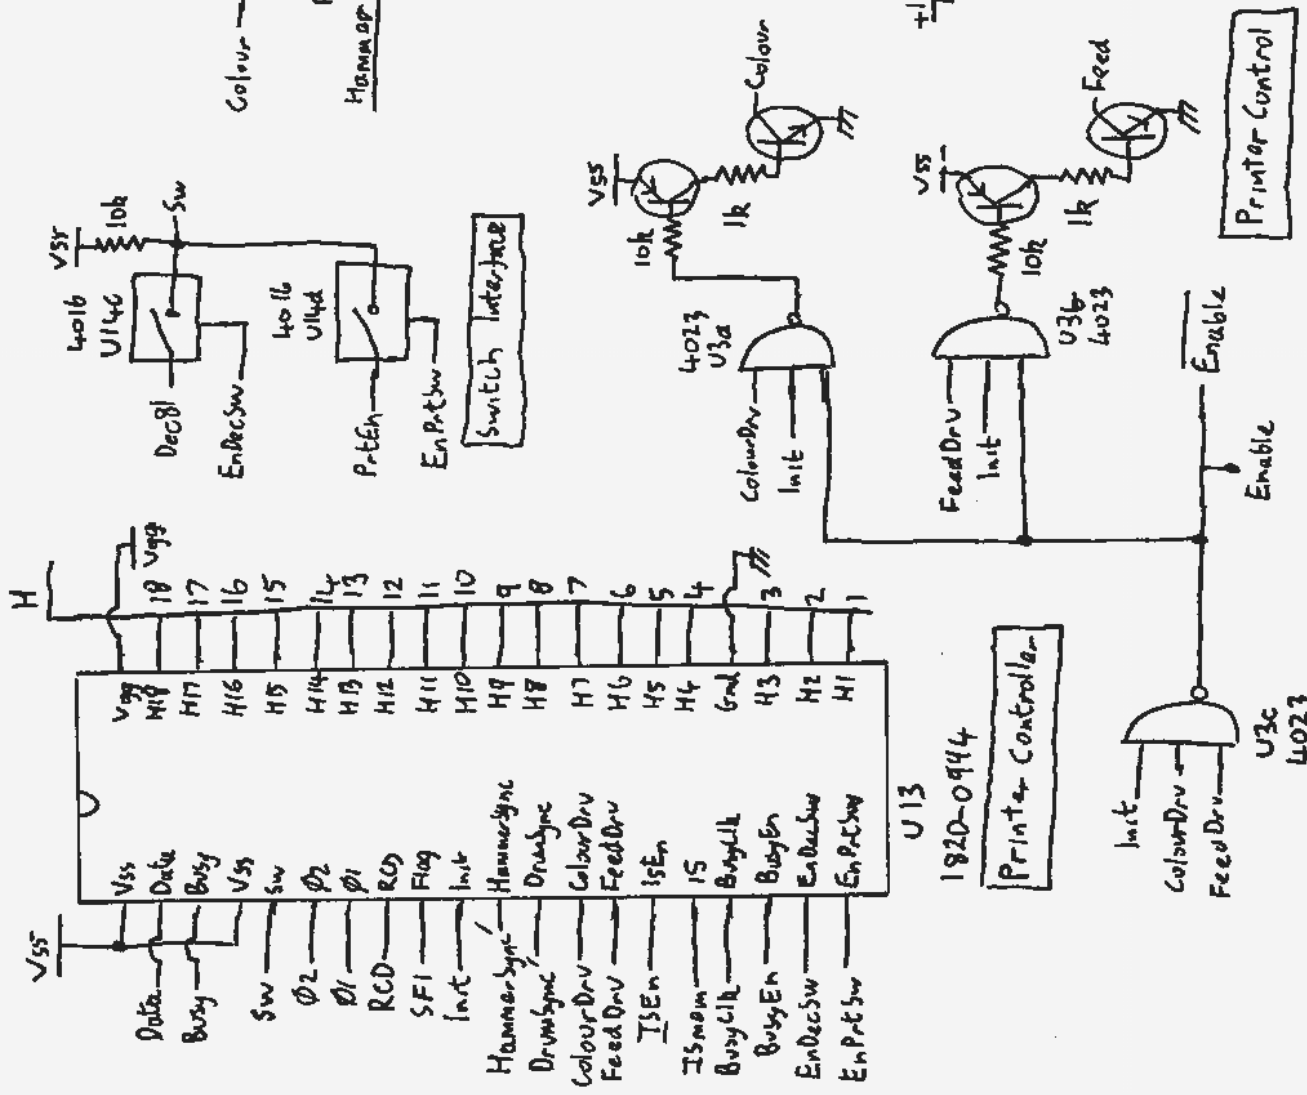 Colour
Hammer
+1
Vss
10k
4016
U14c
Sw
Dec81
EnDecSw
4016
U14d
PrtEn
EnPrtSw
Switch Interface
H
Vgg
18
17
16
15
14
13
12
11
10
9
8
7
6
5
4
3
2
1
Vgg
H18
H17
H16
H15
H14
H13
H12
H11
H10
H9
H8
H7
H6
H5
H4
Gnd
H3
H2
H1
Vss
Data
Busy
Vss
Sw
Ø2
Ø1
RCD
Flag
Init
HammerSync
DrumSync
ColourDrv
FeedDrv
ISEn
IS
BusyClk
BusyEn
EnDecSw
EnPrtSw
Vss
Data
Busy
Sw
Ø2
Ø1
RCD
SF1
Init
HammerSync'
DrumSync'
ColourDrv
FeedDrv
ISEn
ISmem
BusyClk
BusyEn
EnDecSw
EnPrtSw
U13
1820-0944
Printer Controller
4023
U3a
ColourDrv
Init
10k
Vss
1k
Colour
FeedDrv
Init
U3b
4023
10k
Vss
1k
Feed
Printer Control
Init
ColourDrv
FeedDrv
U3c
4023
Enable
Enable